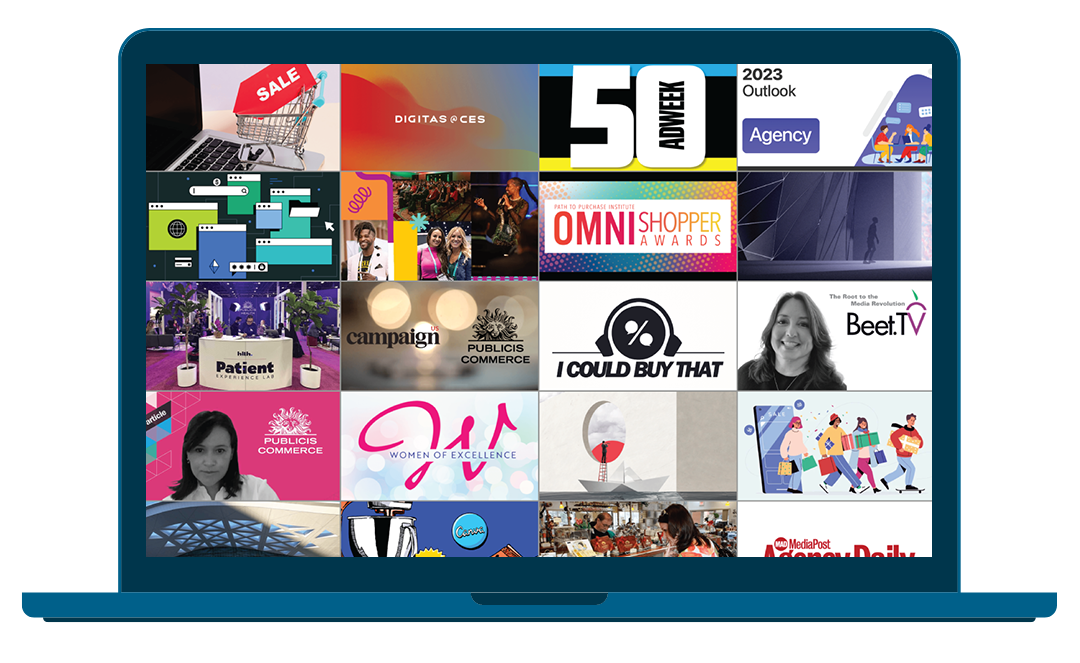 SALE
DIGITAS@CES
50
ADWEEK
2023
Outlook
Agency
PATH TO PURCHASE INSTITUTE
OMNISHOPPER
AWARDS
hlth.
Patient
EXPERIENCE LAB
campaign US
PUBLICIS
COMMERCE
%
I COULD BUY THAT
The Root to the
Media Revolution
Beet.TV
article
PUBLICIS
COMMERCE
W
WOMEN OF EXCELLENCE
SALE
Canva
MAD MediaPost
Agency Daily